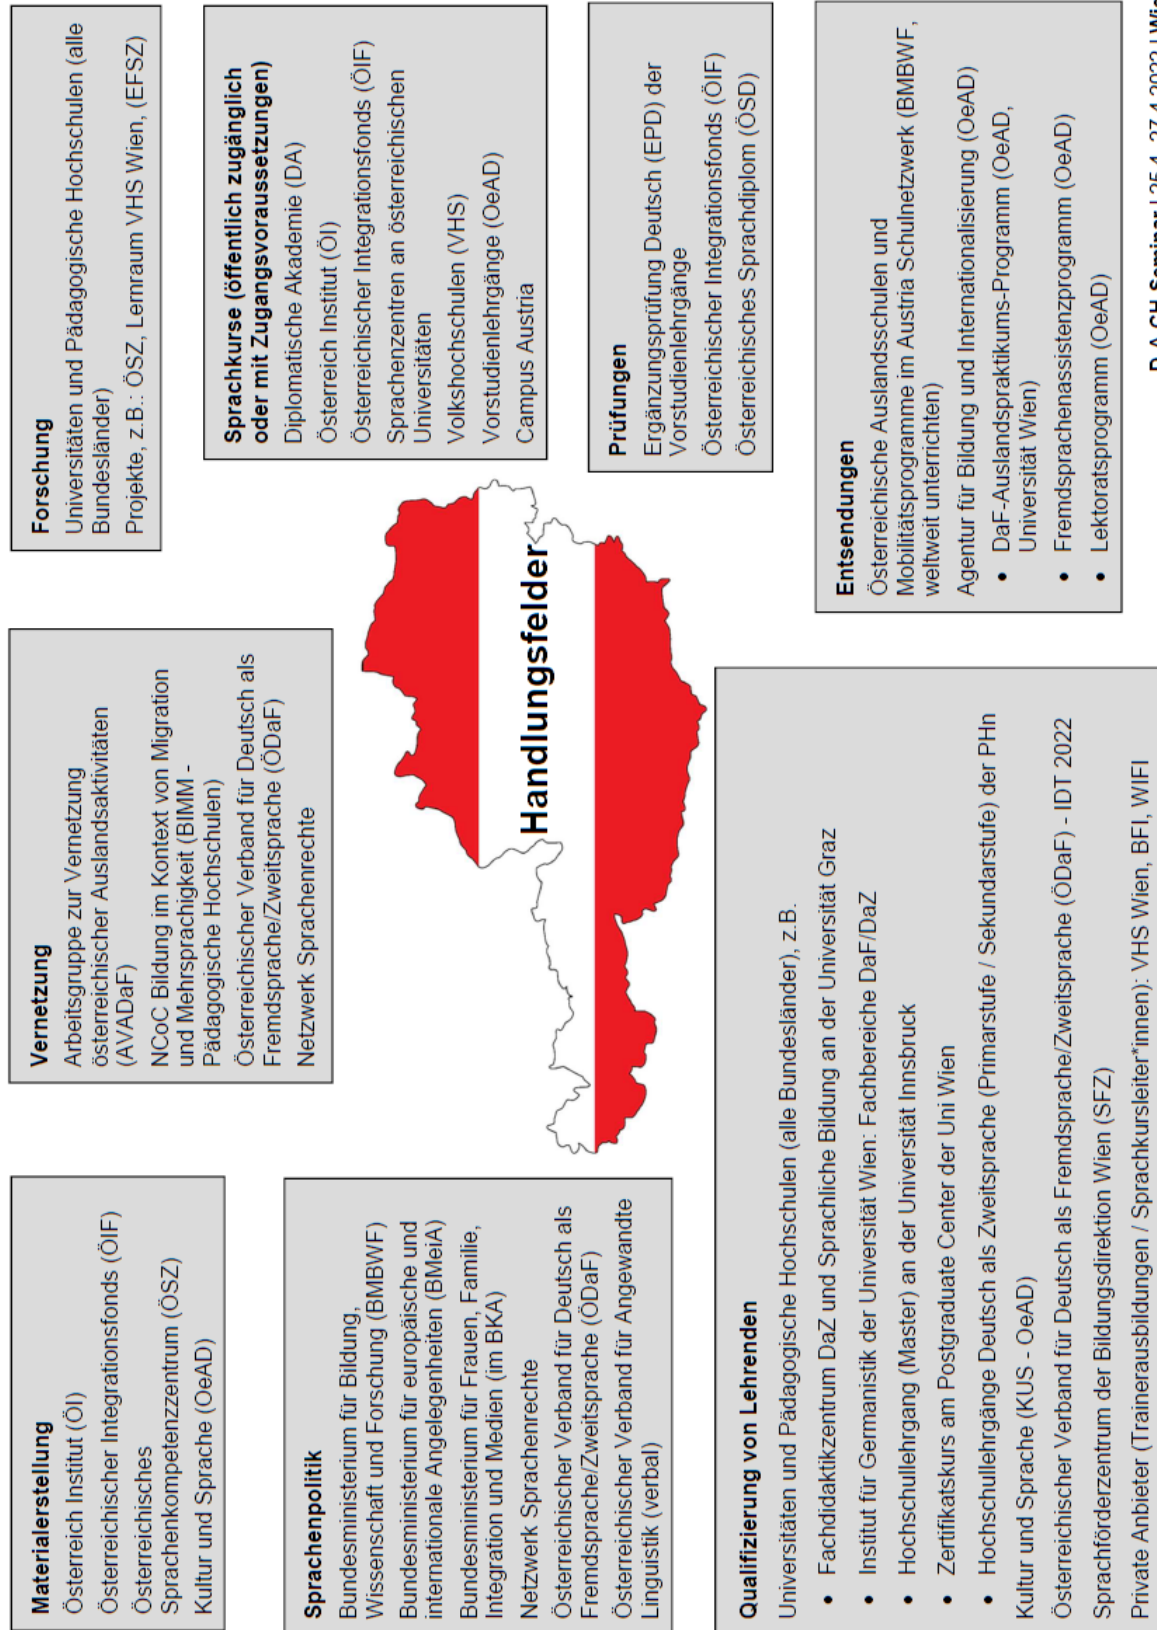 Materialerstellung
Österreich Institut (ÖI)
Österreichischer Integrationsfonds (ÖIF)
Österreichisches
Sprachenkompetenzzentrum (ÖSZ)
Kultur und Sprache (OeAD)
Vernetzung
Arbeitsgruppe zur Vernetzung
österreichischer Auslandsaktivitäten
(AVADaF)
NCoC Bildung im Kontext von Migration
und Mehrsprachigkeit (BIMM -
Pädagogische Hochschulen)
Österreichischer Verband für Deutsch als
Fremdsprache/Zweitsprache (ÖDaF)
Netzwerk Sprachenrechte
Forschung
Universitäten und Pädagogische Hochschulen (alle
Bundesländer)
Projekte, z.B.: ÖSZ, Lernraum VHS Wien, (EFSZ)
Sprachkurse (öffentlich zugänglich
oder mit Zugangsvoraussetzungen)
Diplomatische Akademie (DA)
Österreich Institut (ÖI)
Österreichischer Integrationsfonds (ÖIF)
Sprachenzentren an österreichischen
Universitäten
Volkshochschulen (VHS)
Vorstudienlehrgänge (OeAD)
Campus Austria
Sprachenpolitik
Bundesministerium für Bildung,
Wissenschaft und Forschung (BMBWF)
Bundesministerium für europäische und
internationale Angelegenheiten (BMeiA)
Bundesministerium für Frauen, Familie,
Integration und Medien (im BKA)
Netzwerk Sprachenrechte
Österreichischer Verband für Deutsch als
Fremdsprache/Zweitsprache (ÖDaF)
Österreichischer Verband für Angewandte
Linguistik (verbal)
Handlungsfelder
Prüfungen
Ergänzungsprüfung Deutsch (EPD) der
Vorstudienlehrgänge
Österreichischer Integrationsfonds (ÖIF)
Österreichisches Sprachdiplom (ÖSD)
Qualifizierung von Lehrenden
Universitäten und Pädagogische Hochschulen (alle Bundesländer), z.B.
• Fachdidaktikzentrum DaZ und Sprachliche Bildung an der Universität Graz
• Institut für Germanistik der Universität Wien: Fachbereiche DaF/DaZ
• Hochschullehrgang (Master) an der Universität Innsbruck
• Zertifikatskurs am Postgraduate Center der Uni Wien
• Hochschullehrgänge Deutsch als Zweitsprache (Primarstufe / Sekundarstufe) der PHn
Kultur und Sprache (KUS - OeAD)
Österreichischer Verband für Deutsch als Fremdsprache/Zweitsprache (ÖDaF) - IDT 2022
Sprachförderzentrum der Bildungsdirektion Wien (SFZ)
Private Anbieter (Trainerausbildungen / Sprachkursleiter*innen): VHS Wien, BFI, WIFI
Entsendungen
Österreichische Auslandsschulen und
Mobilitätsprogramme im Austria Schulnetzwerk (BMBWF,
weltweit unterrichten)
Agentur für Bildung und Internationalisierung (OeAD)
• DaF-Auslandspraktikums-Programm (OeAD,
Universität Wien)
• Fremdsprachenassistenzprogramm (OeAD)
• Lektoratsprogramm (OeAD)